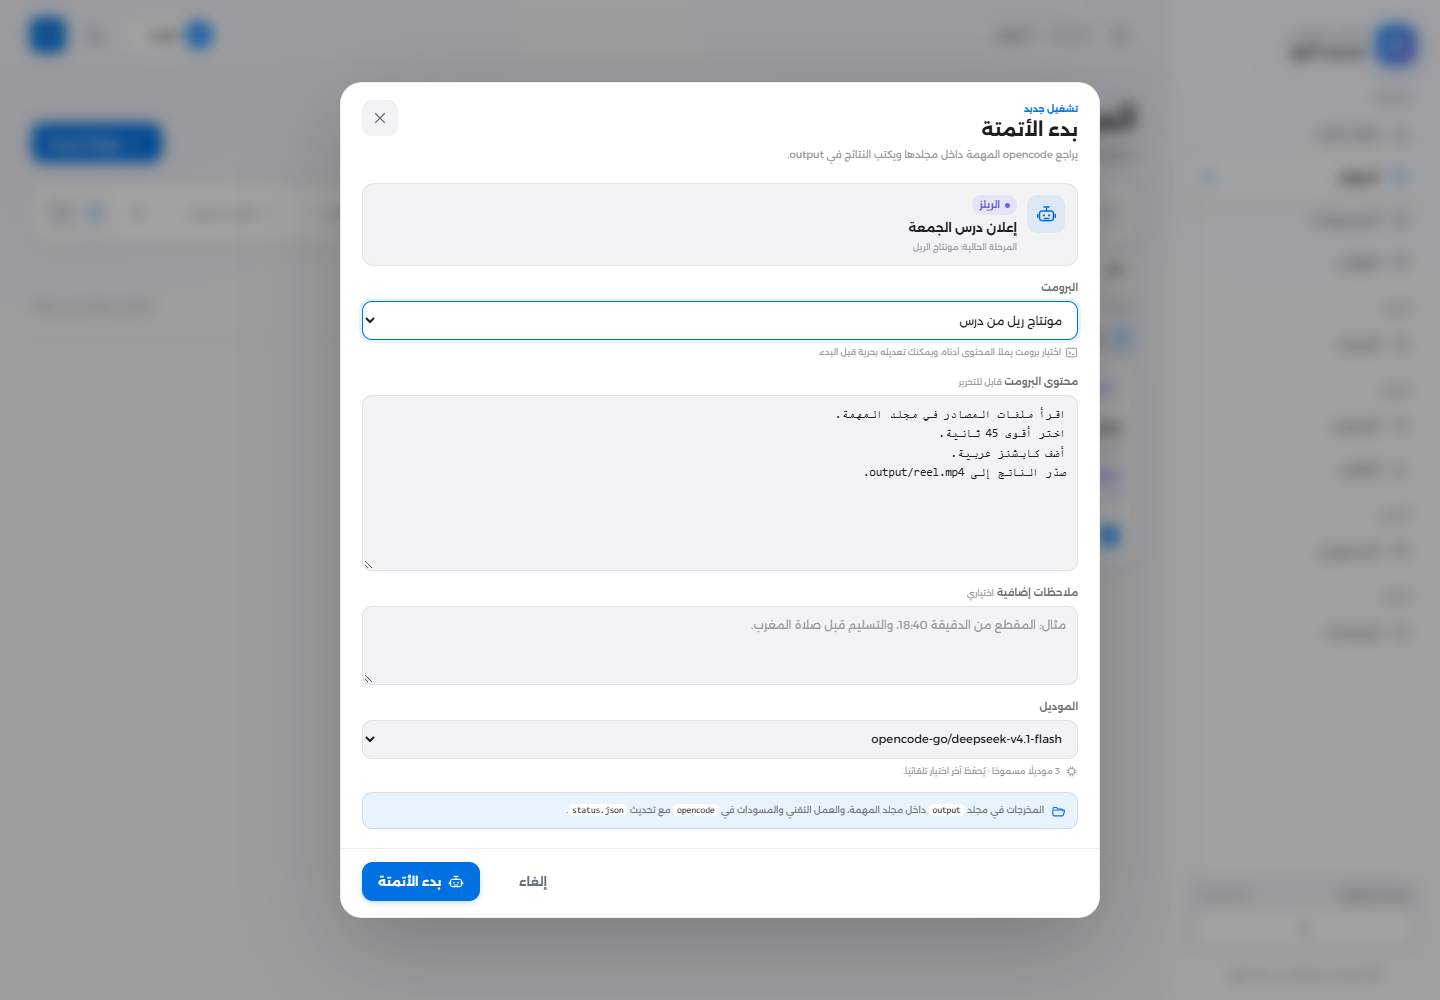 تشغيل جديد
بدء الأتمتة
يراجع opencode المهمة داخل مجلدها ويكتب النتائج في output.
الريلز
إعلان درس الجمعة
المرحلة الحالية: مونتاج الريل
البرومت
مونتاج ريل من درس
اختيار برومت يملأ المحتوى أدناه، ويمكنك تعديله بحرية قبل البدء.
محتوى البرومت قابل للتحرير
اقرأ ملفات المصادر في مجلد المهمة.
اختر أقوى 45 ثانية.
أضف كابشنز عربية.
صدّر الناتج إلى output/reel.mp4.
ملاحظات إضافية اختياري
مثال: المقطع من الدقيقة 18:40، والتسليم قبل صلاة المغرب.
الموديل
opencode-go/deepseek-v4.1-flash
3 موديلًا مسموحًا · يُحفظ آخر اختيار تلقائيًا.
المخرجات في مجلد output داخل مجلد المهمة، والعمل التقني والمسودات في opencode مع تحديث status.json.
إلغاء
بدء الأتمتة